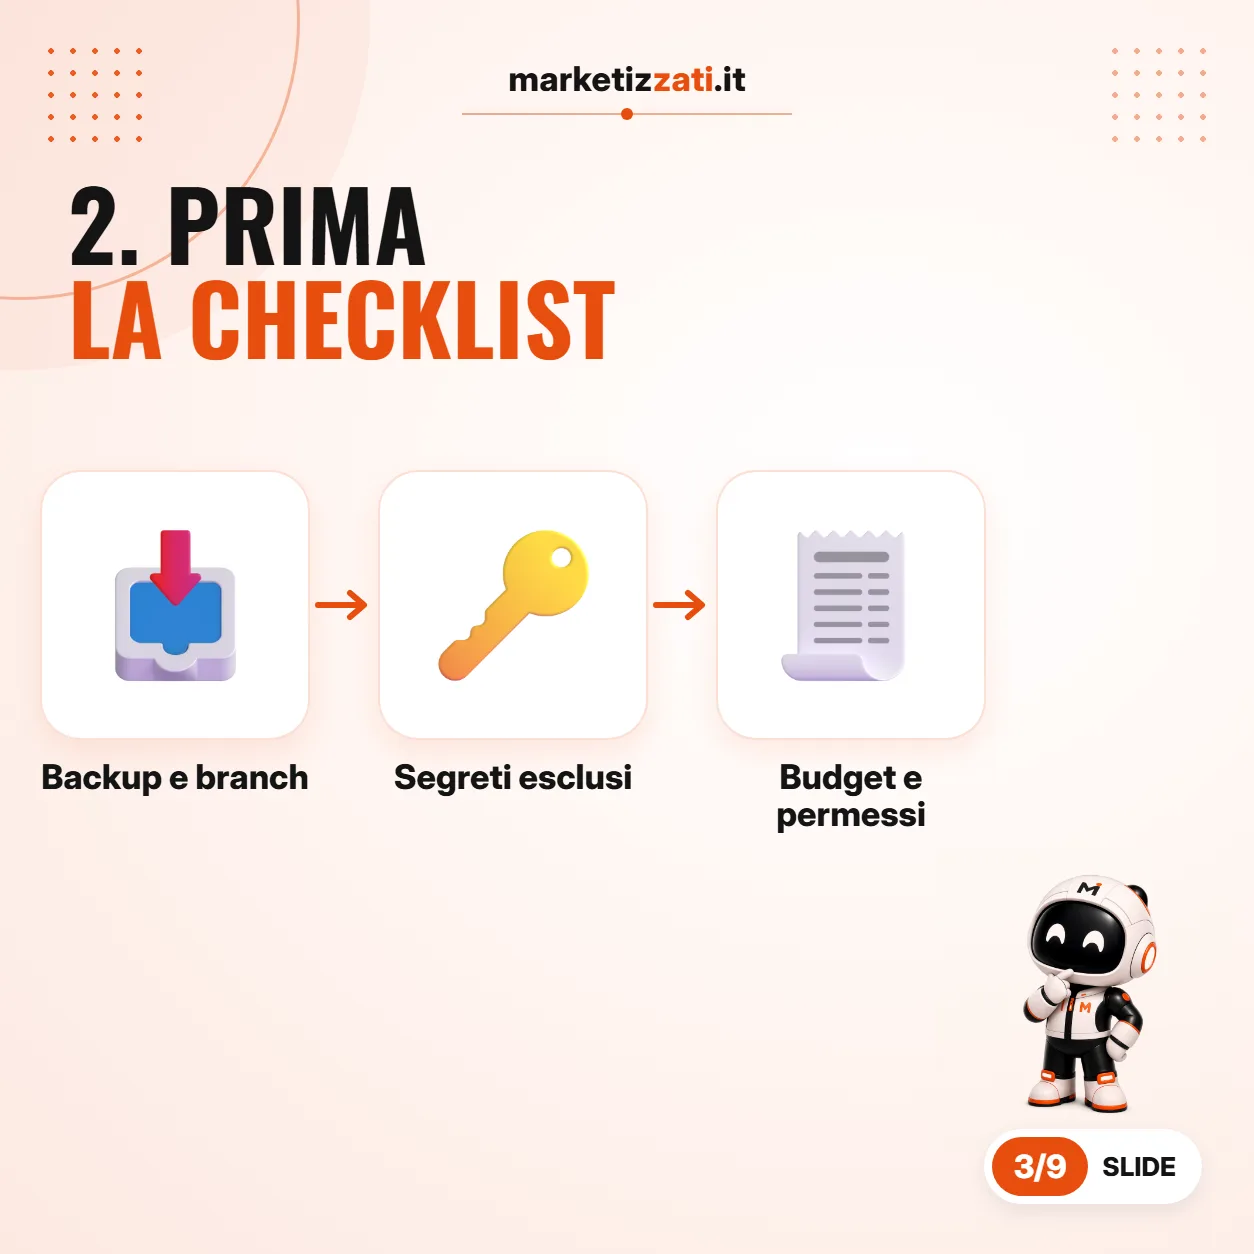 marketizzati.it
2. PRIMA
LA CHECKLIST
Backup e branch
Segreti esclusi
Budget e
permessi
M
M
3/9 SLIDE